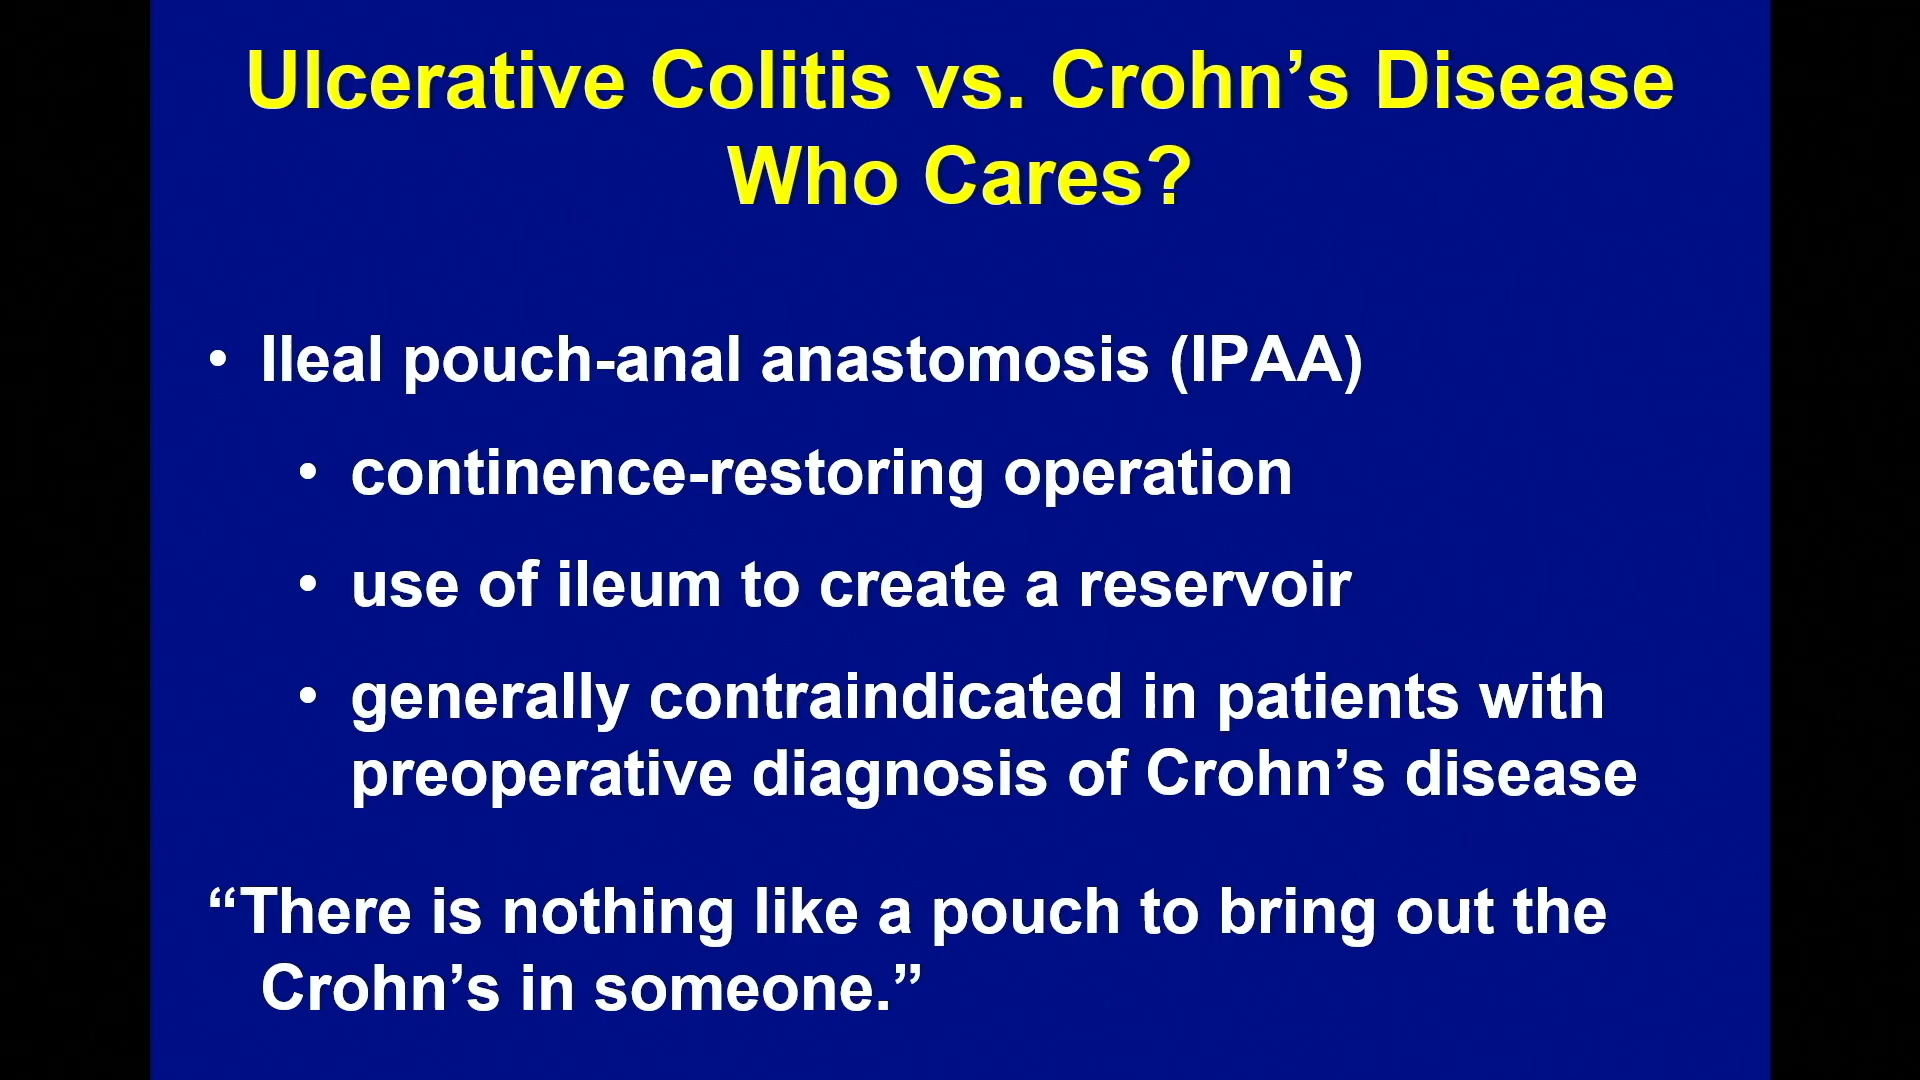 Ulcerative Colitis vs. Crohn’s Disease
Who Cares?
• Ileal pouch-anal anastomosis (IPAA)
• continence-restoring operation
• use of ileum to create a reservoir
• generally contraindicated in patients with
preoperative diagnosis of Crohn’s disease
“There is nothing like a pouch to bring out the
Crohn’s in someone.”